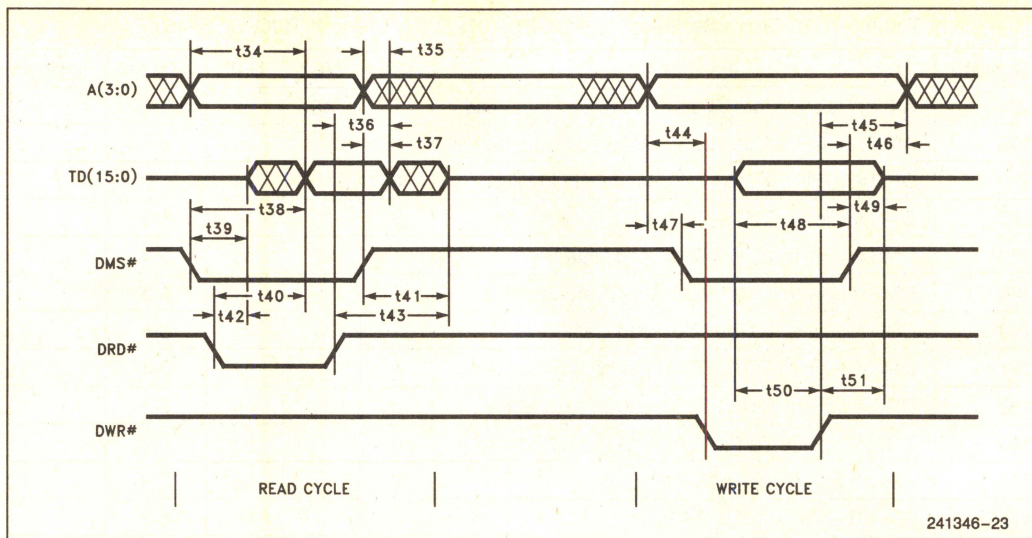 t34 t35
A(3:0)
t36 t45
t44 t46
t37
TD(15:0)
t38 t49
t39 t47 t48
DMS#
t40 t41
t42 t43
DRD#
t50 t51
DWR#
READ CYCLE WRITE CYCLE
241346-23